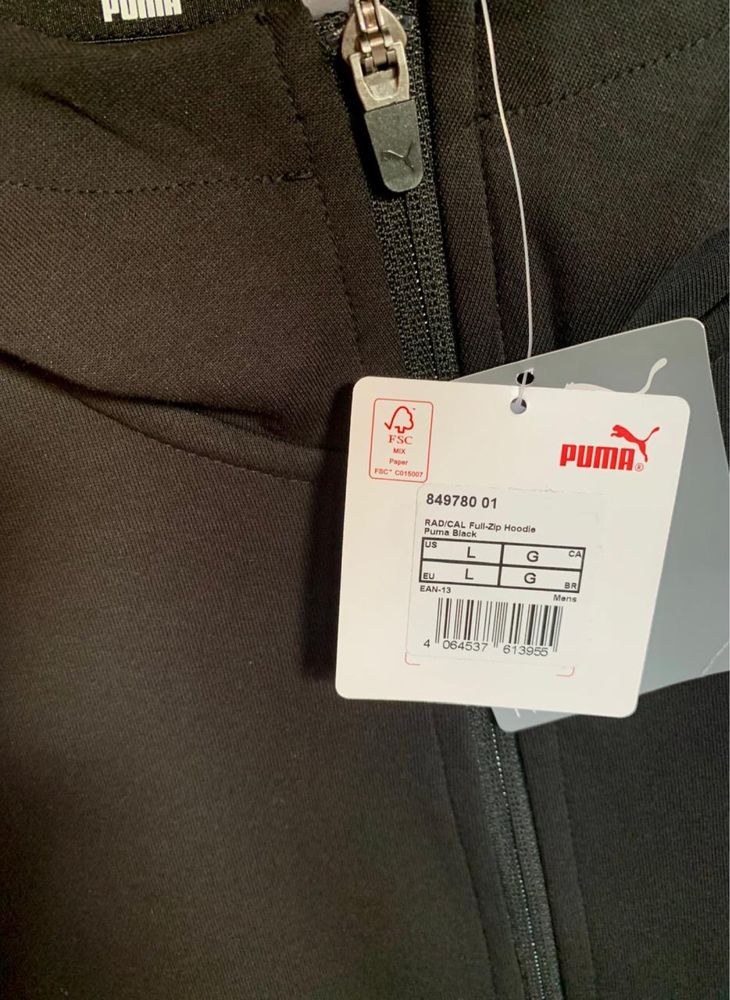 PUMA
FSC
MIX
Paper
FSC™ C015007
PUMA®
849780 01
RAD/CAL Full-Zip Hoodie
Puma Black
US L G CA
EU L G BR
EAN-13 Mens
4 064537 613955